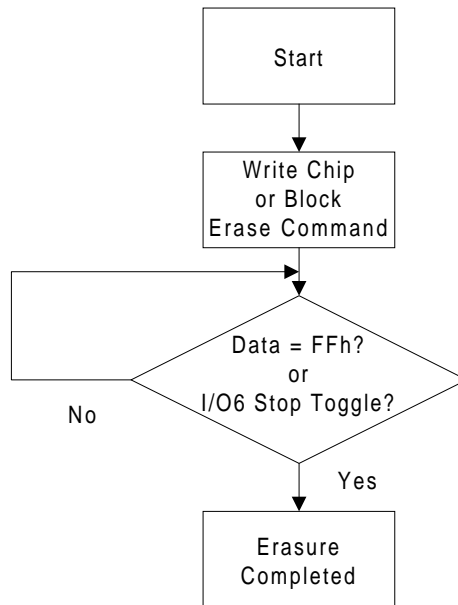 Start
Write Chip
or Block
Erase Command
Data = FFh?
or
I/O6 Stop Toggle?
No
Yes
Erasure
Completed